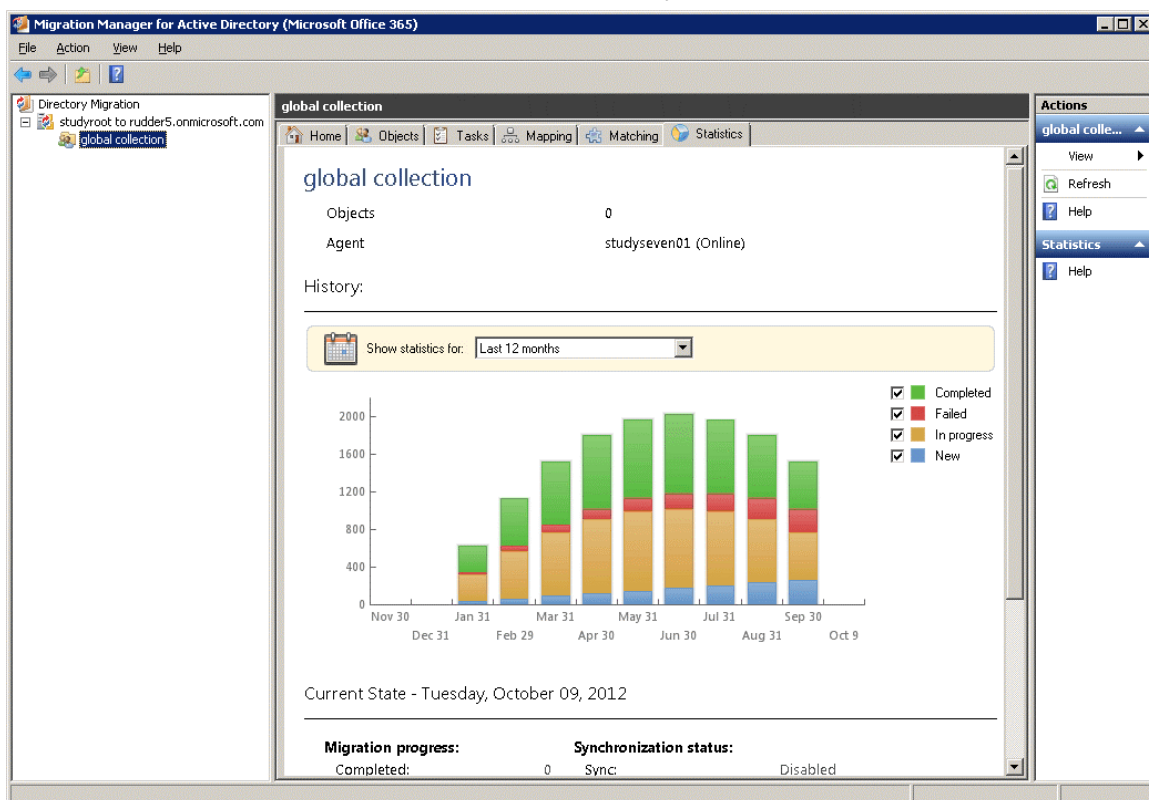 Migration Manager for Active Directory (Microsoft Office 365)
File Action View Help
Directory Migration
studyroot to rudder5.onmicrosoft.com
global collection
global collection
Home Objects Tasks Mapping Matching Statistics
global collection
Objects 0
Agent studyseven01 (Online)
History:
Show statistics for: Last 12 months
Completed
Failed
In progress
New
2000
1600
1200
800
400
0
Nov 30 Jan 31 Mar 31 May 31 Jul 31 Sep 30
Dec 31 Feb 29 Apr 30 Jun 30 Aug 31 Oct 9
Current State - Tuesday, October 09, 2012
Migration progress: Synchronization status:
Completed: 0 Sync: Disabled
Actions
global colle...
View
Refresh
Help
Statistics
Help